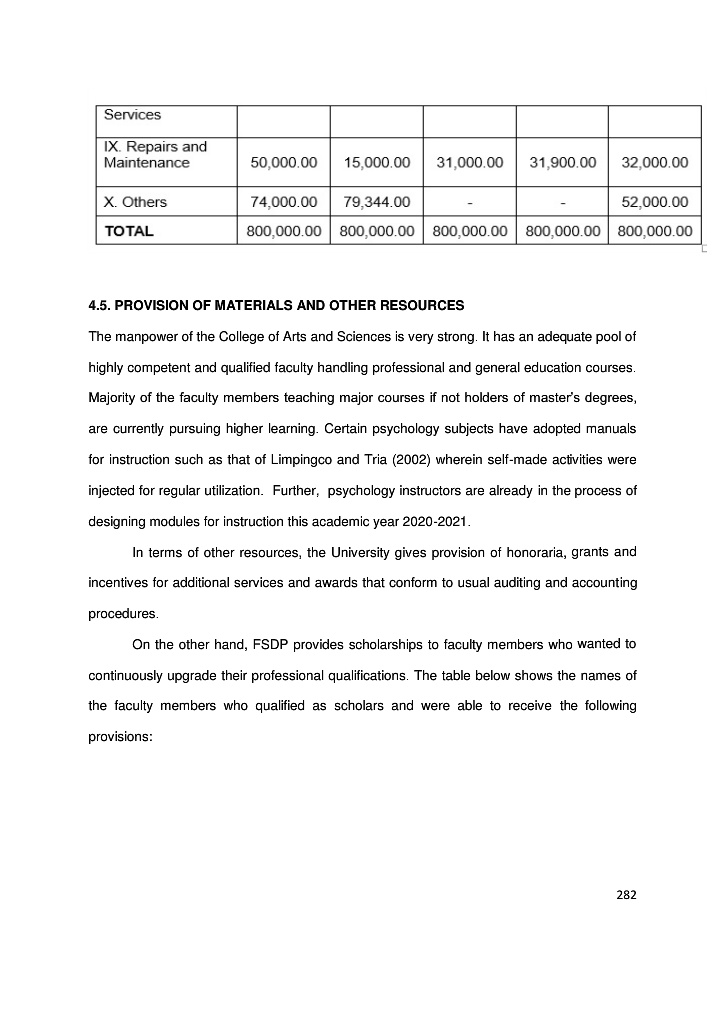 Services
IX. Repairs and
Maintenance 50,000.00 15,000.00 31,000.00 31,900.00 32,000.00
X. Others 74,000.00 79,344.00 - - 52,000.00
TOTAL 800,000.00 800,000.00 800,000.00 800,000.00 800,000.00
4.5. PROVISION OF MATERIALS AND OTHER RESOURCES
The manpower of the College of Arts and Sciences is very strong. It has an adequate pool of
highly competent and qualified faculty handling professional and general education courses.
Majority of the faculty members teaching major courses if not holders of master's degrees,
are currently pursuing higher learning. Certain psychology subjects have adopted manuals
for instruction such as that of Limpingco and Tria (2002) wherein self-made activities were
injected for regular utilization. Further, psychology instructors are already in the process of
designing modules for instruction this academic year 2020-2021.
In terms of other resources, the University gives provision of honoraria, grants and
incentives for additional services and awards that conform to usual auditing and accounting
procedures.
On the other hand, FSDP provides scholarships to faculty members who wanted to
continuously upgrade their professional qualifications. The table below shows the names of
the faculty members who qualified as scholars and were able to receive the following
provisions:
282